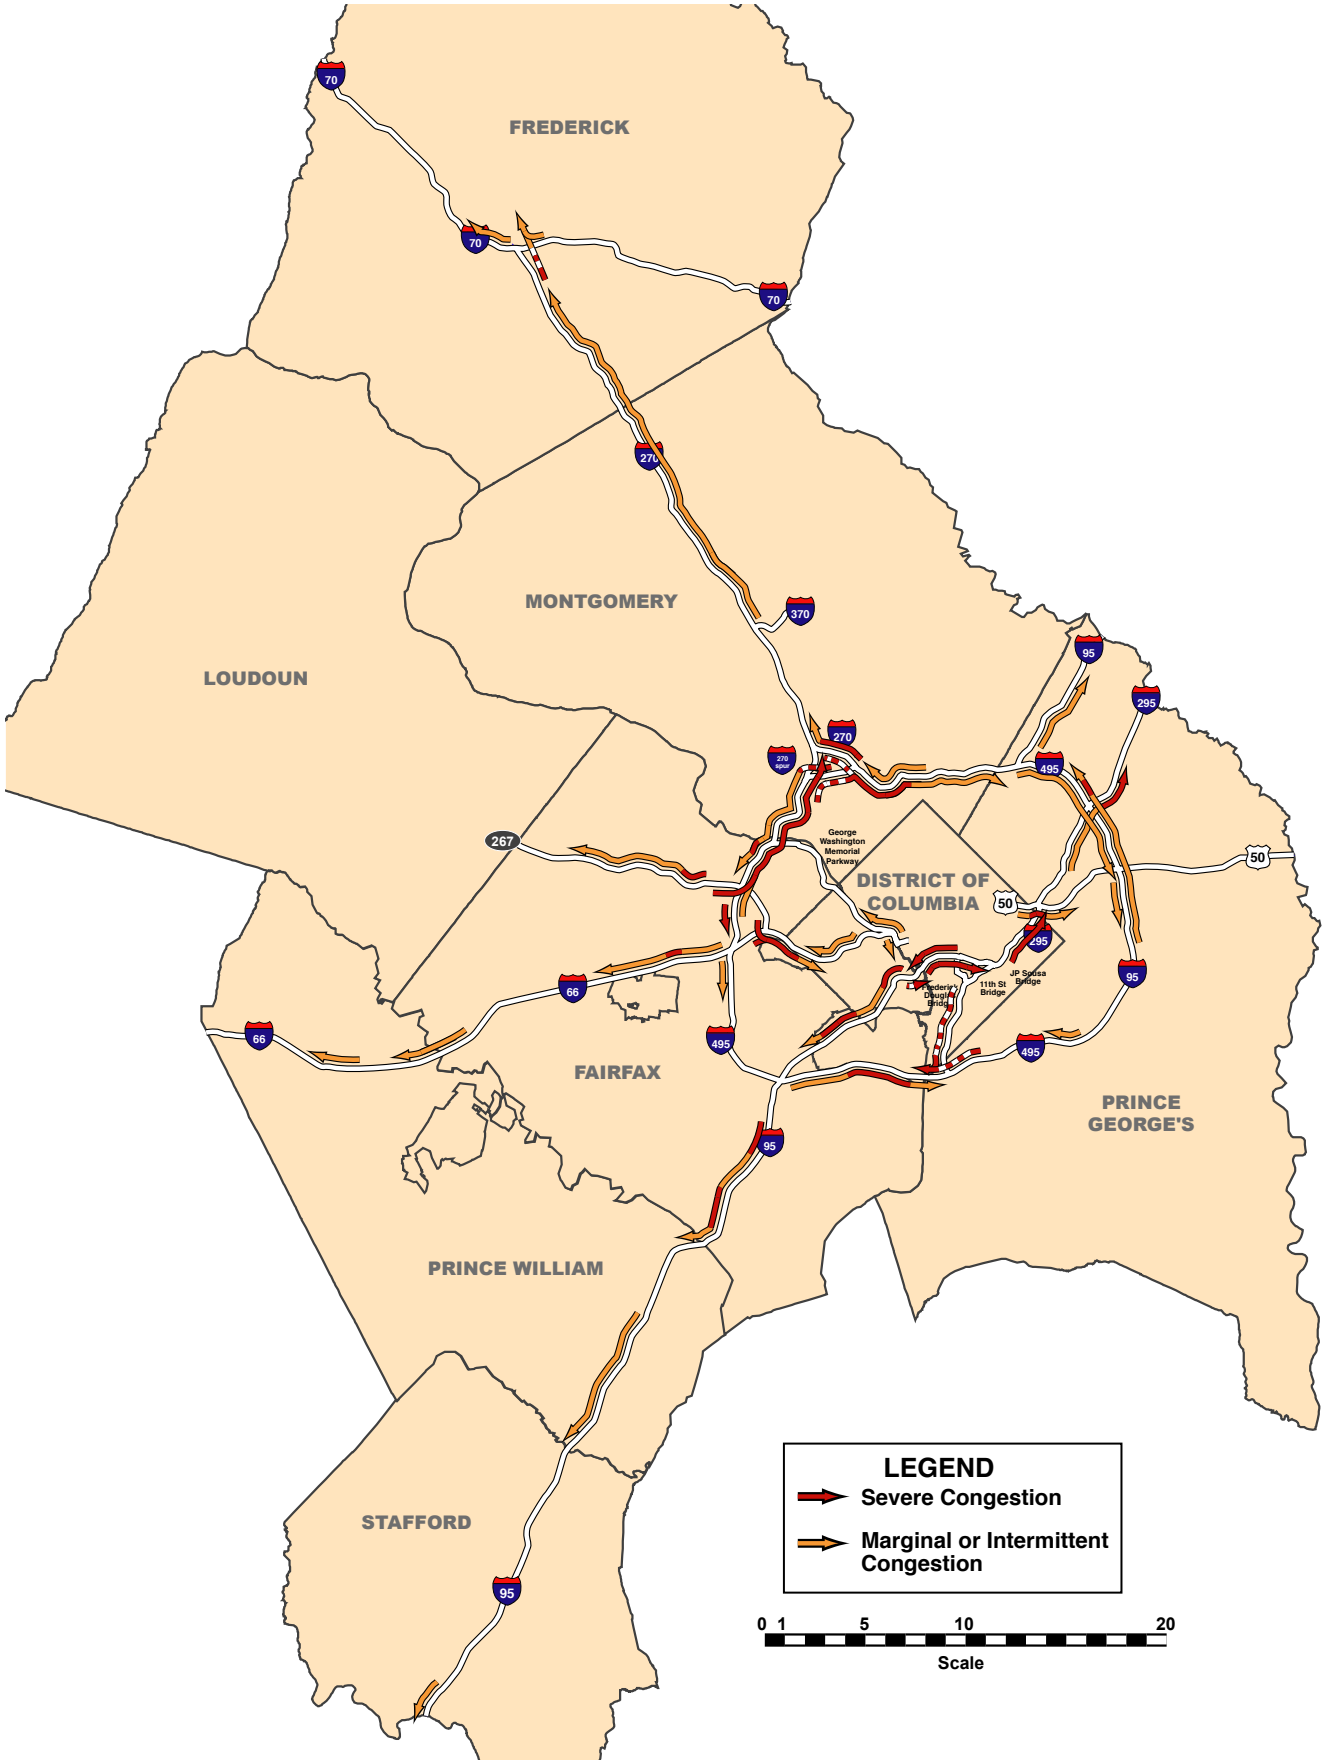 70
FREDERICK
70
70
270
MONTGOMERY
370
95
LOUDOUN
295
270
270
spur
495
267
George
Washington
Memorial
Parkway
50
DISTRICT OF
COLUMBIA
50
295
JP Sousa
Bridge
95
11th St
Bridge
66
66
495
495
FAIRFAX
PRINCE
GEORGE'S
95
PRINCE WILLIAM
LEGEND
Severe Congestion
Marginal or Intermittent
Congestion
STAFFORD
95
0 1 5 10 20
Scale